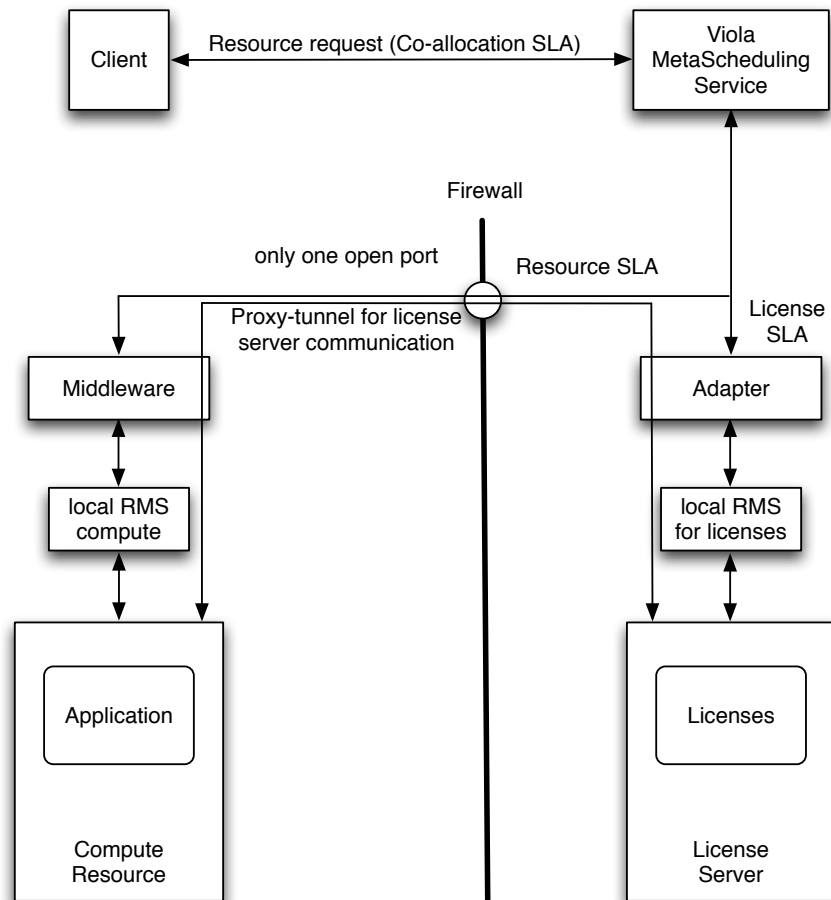 Client
Resource request (Co-allocation SLA)
Viola
MetaScheduling
Service
Firewall
only one open port
Resource SLA
Proxy-tunnel for license
server communication
License
SLA
Middleware
Adapter
local RMS
compute
local RMS
for licenses
Application
Licenses
Compute
Resource
License
Server